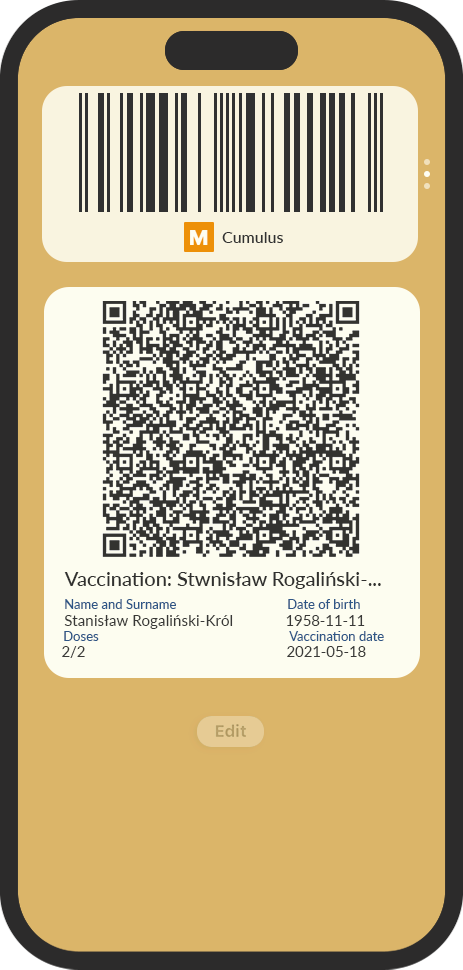 M Cumulus
Vaccination: Stwnisław Rogaliński-...
Name and Surname Date of birth
Stanisław Rogaliński-Król 1958-11-11
Doses Vaccination date
2/2 2021-05-18
Edit